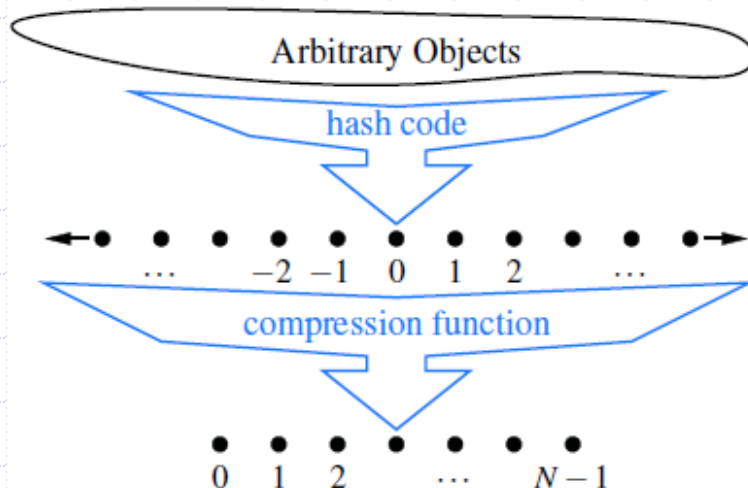 Arbitrary Objects
hash code
... −2 −1 0 1 2 ...
compression function
0 1 2 ... N − 1